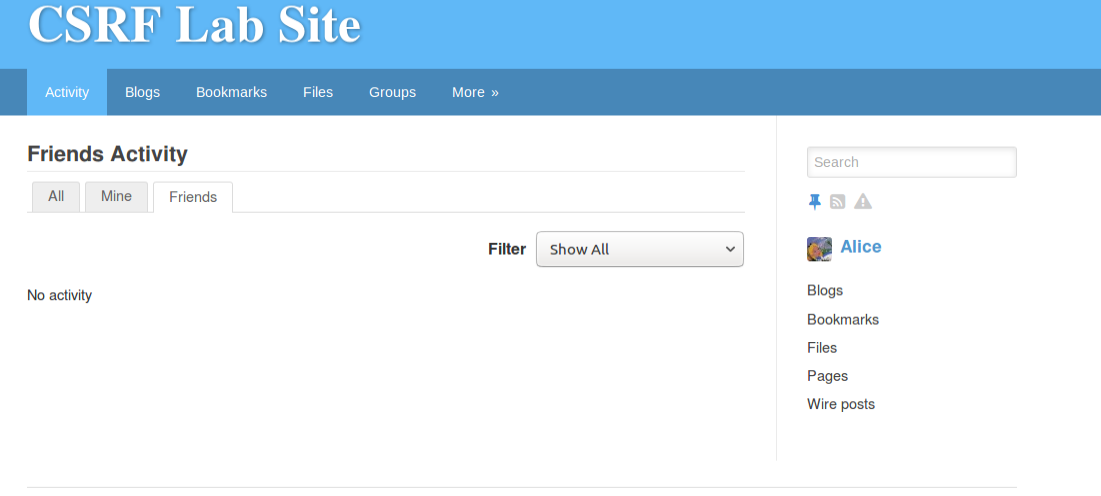 CSRF Lab Site
Activity Blogs Bookmarks Files Groups More »
Friends Activity
All Mine Friends
Filter Show All
No activity
Search
Alice
Blogs
Bookmarks
Files
Pages
Wire posts